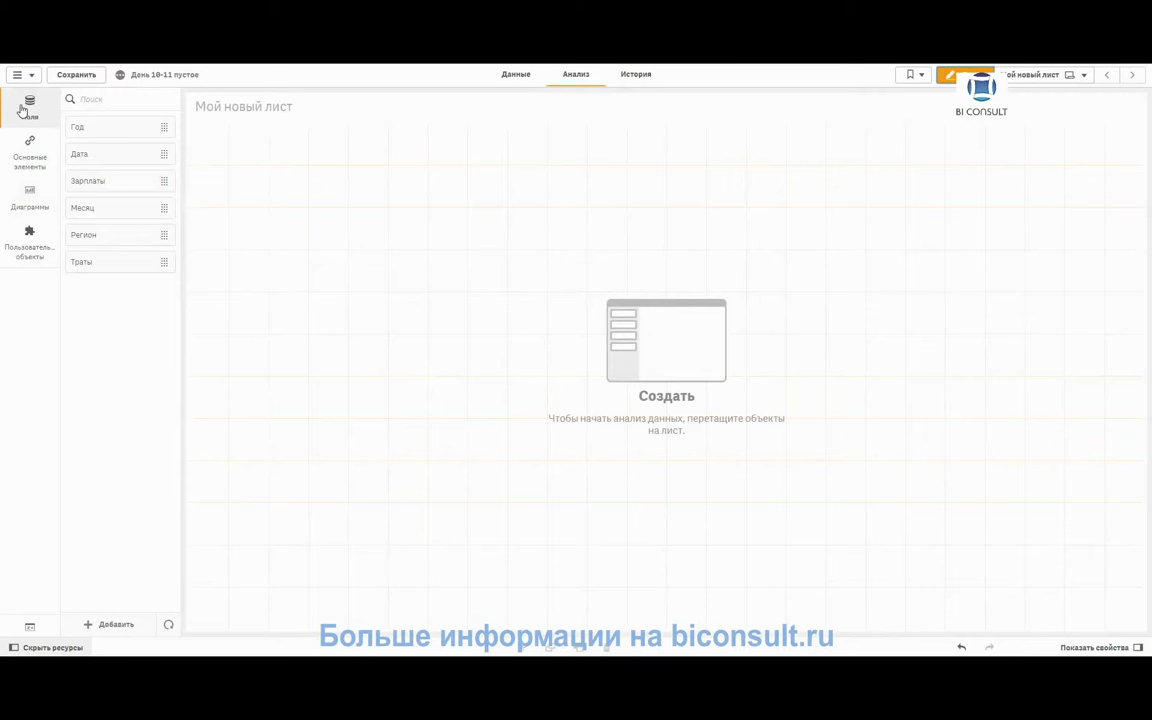 Сохранить
День 10-11 пустое
Данные
Анализ
История
Мой новый лист
BI CONSULT
Поиск
Мой новый лист
Год
Основные
элементы
Дата
Зарплаты
Диаграммы
Месяц
Регион
Пользователь...
объекты
Траты
Создать
Чтобы начать анализ данных, перетащите объекты
на лист.
Добавить
Больше информации на biconsult.ru
Скрыть ресурсы
Показать свойства